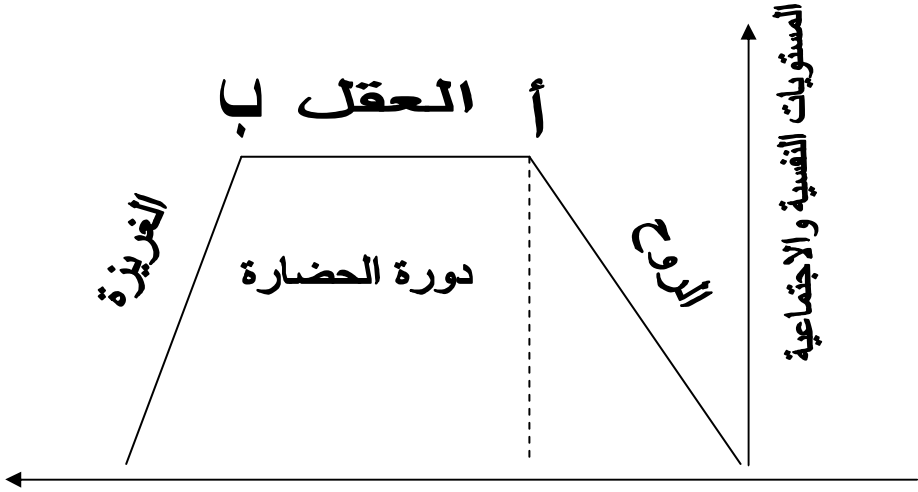 المستويات النفسية والاجتماعية
أ العقل ب
الروح
الغريزة
دورة الحضارة